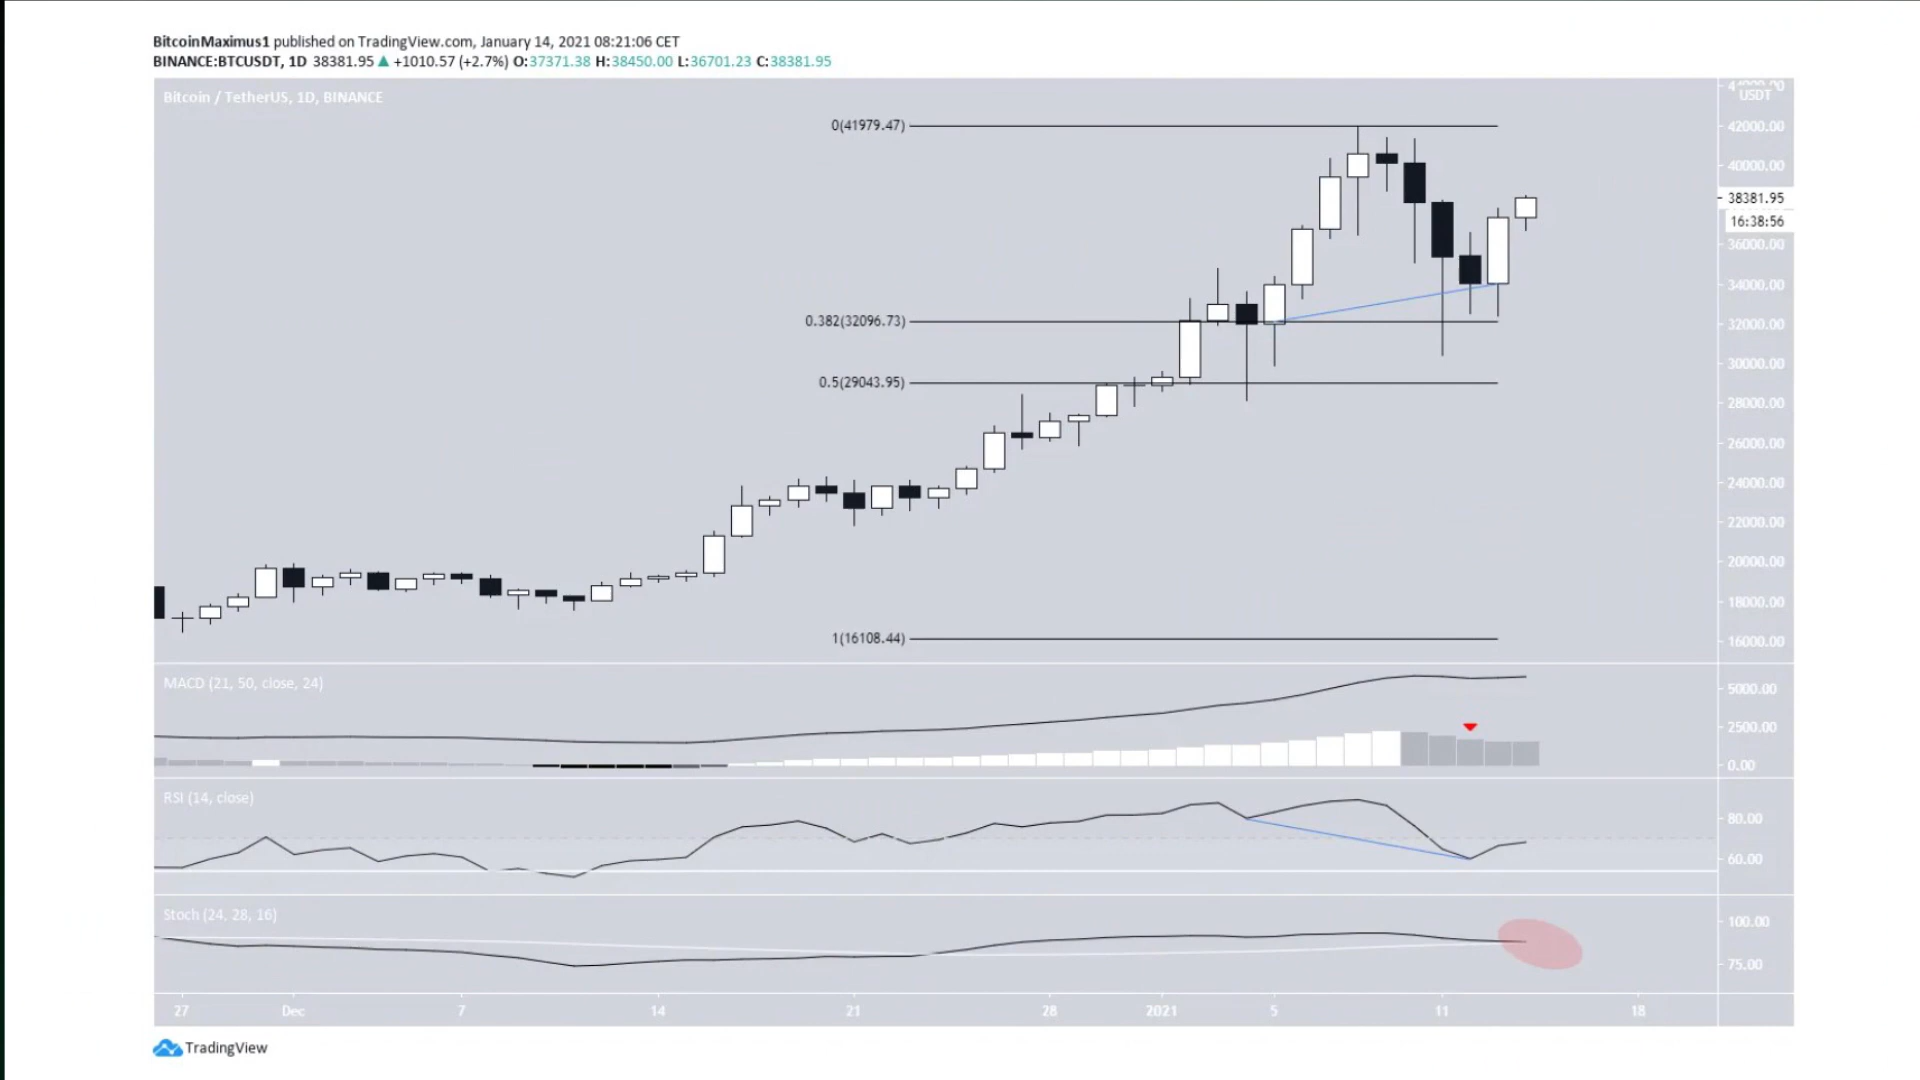 BitcoinMaximus1 published on TradingView.com, January 14, 2021 08:21:06 CET
BINANCE:BTCUSDT, 1D 38381.95 ▲ +1010.57 (+2.7%) O:37371.38 H:38450.00 L:36701.23 C:38381.95
Bitcoin / TetherUS, 1D, BINANCE
USDT
0(41979.47)
42000.00
40000.00
38381.95
16:38:56
36000.00
34000.00
0.382(32096.73)
32000.00
30000.00
0.5(29043.95)
28000.00
26000.00
24000.00
22000.00
20000.00
18000.00
1(16108.44)
16000.00
MACD (21, 50, close, 24)
5000.00
2500.00
0.00
RSI (14, close)
80.00
60.00
Stoch (24, 28, 16)
100.00
75.00
27 Dec 7 14 21 28 2021 5 11 18
TradingView